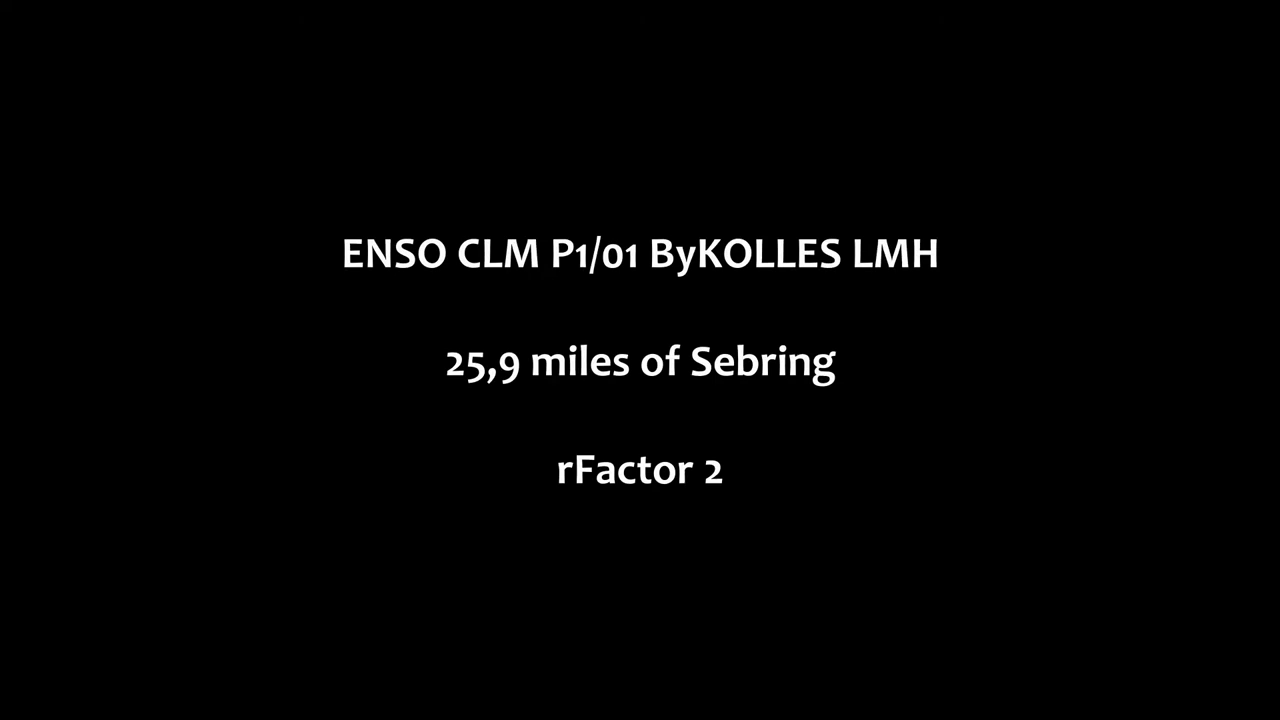 ENSO CLM P1/01 ByKOLLES LMH
25,9 miles of Sebring
rFactor 2